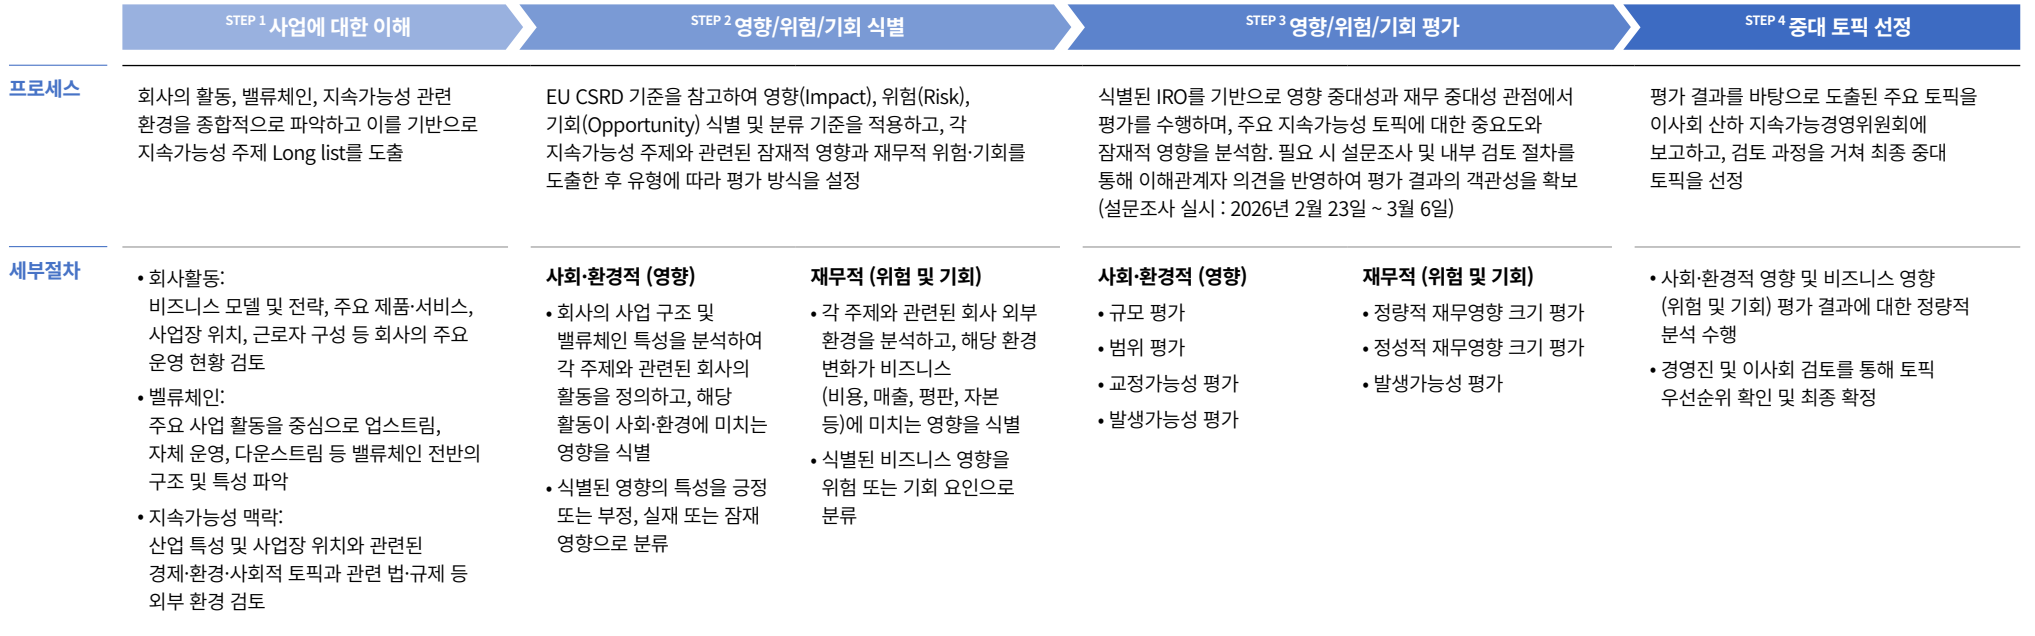 STEP 1 사업에 대한 이해
STEP 2 영향/위험/기회 식별
STEP 3 영향/위험/기회 평가
STEP 4 중대 토픽 선정
프로세스
회사의 활동, 밸류체인, 지속가능성 관련
환경을 종합적으로 파악하고 이를 기반으로
지속가능성 주제 Long list를 도출
EU CSRD 기준을 참고하여 영향(Impact), 위험(Risk),
기회(Opportunity) 식별 및 분류 기준을 적용하고, 각
지속가능성 주제와 관련된 잠재적 영향과 재무적 위험·기회를
도출한 후 유형에 따라 평가 방식을 설정
식별된 IRO를 기반으로 영향 중대성과 재무 중대성 관점에서
평가를 수행하며, 주요 지속가능성 토픽에 대한 중요도와
잠재적 영향을 분석함. 필요 시 설문조사 및 내부 검토 절차를
통해 이해관계자 의견을 반영하여 평가 결과의 객관성을 확보
(설문조사 실시 : 2026년 2월 23일 ~ 3월 6일)
평가 결과를 바탕으로 도출된 주요 토픽을
이사회 산하 지속가능경영위원회에
보고하고, 검토 과정을 거쳐 최종 중대
토픽을 선정
세부절차
• 회사활동:
비즈니스 모델 및 전략, 주요 제품·서비스,
사업장 위치, 근로자 구성 등 회사의 주요
운영 현황 검토
• 벨류체인:
주요 사업 활동을 중심으로 업스트림,
자체 운영, 다운스트림 등 밸류체인 전반의
구조 및 특성 파악
• 지속가능성 맥락:
산업 특성 및 사업장 위치와 관련된
경제·환경·사회적 토픽과 관련 법·규제 등
외부 환경 검토
사회·환경적 (영향)
• 회사의 사업 구조 및
밸류체인 특성을 분석하여
각 주제와 관련된 회사의
활동을 정의하고, 해당
활동이 사회·환경에 미치는
영향을 식별
• 식별된 영향의 특성을 긍정
또는 부정, 실재 또는 잠재
영향으로 분류
재무적 (위험 및 기회)
• 각 주제와 관련된 회사 외부
환경을 분석하고, 해당 환경
변화가 비즈니스
(비용, 매출, 평판, 자본
등)에 미치는 영향을 식별
• 식별된 비즈니스 영향을
위험 또는 기회 요인으로
분류
사회·환경적 (영향)
• 규모 평가
• 범위 평가
• 교정가능성 평가
• 발생가능성 평가
재무적 (위험 및 기회)
• 정량적 재무영향 크기 평가
• 정성적 재무영향 크기 평가
• 발생가능성 평가
• 사회·환경적 영향 및 비즈니스 영향
(위험 및 기회) 평가 결과에 대한 정량적
분석 수행
• 경영진 및 이사회 검토를 통해 토픽
우선순위 확인 및 최종 확정